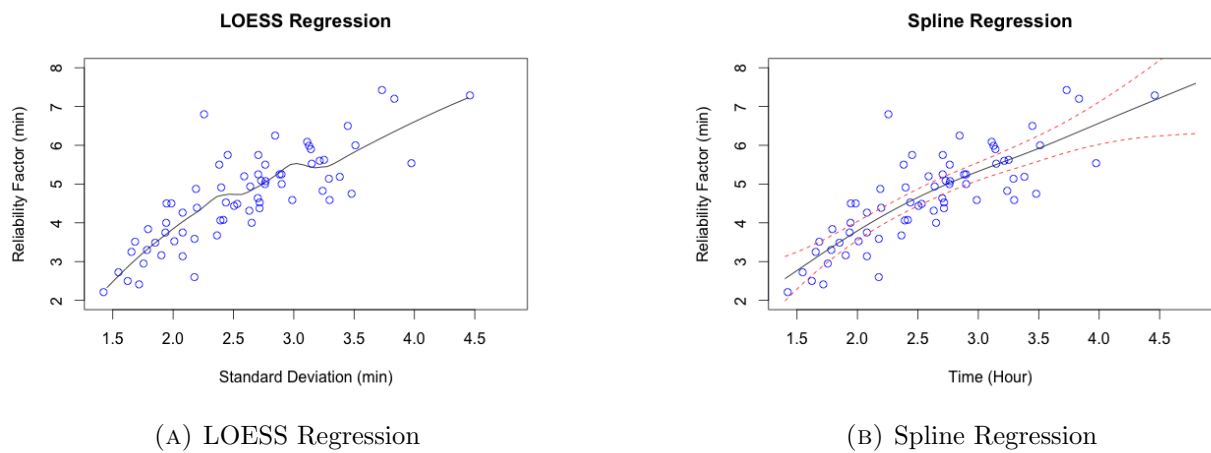 LOESS Regression
Reliability Factor (min)
8
7
6
5
4
3
2
1.5 2.0 2.5 3.0 3.5 4.0 4.5
Standard Deviation (min)
(A) LOESS Regression
Spline Regression
Reliability Factor (min)
8
7
6
5
4
3
2
1.5 2.0 2.5 3.0 3.5 4.0 4.5
Time (Hour)
(B) Spline Regression